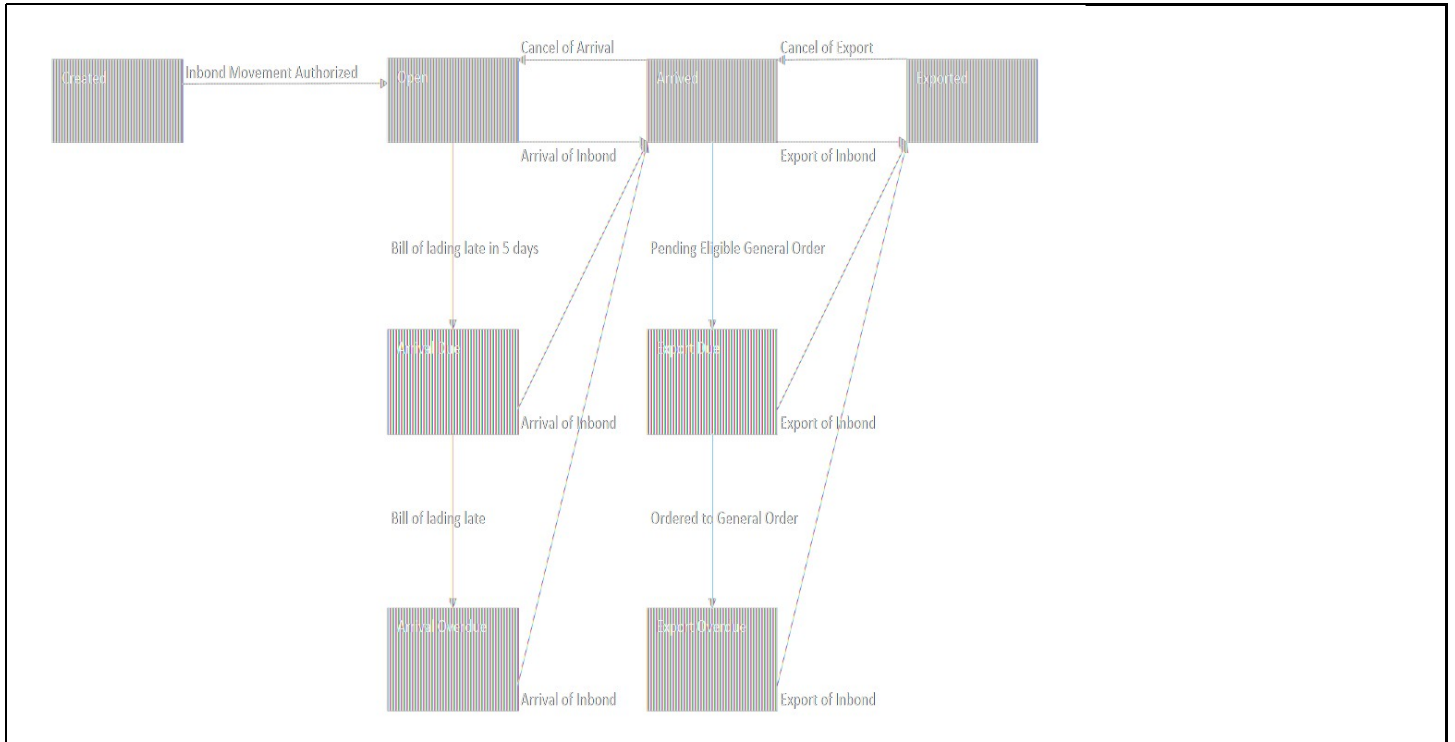 Cancel of Arrival
Cancel of Export
Created
Inbond Movement Authorized
Open
Arrived
Exported
Arrival of Inbond
Export of Inbond
Bill of lading late in 5 days
Pending Eligible General Order
Arrival Due
Export Due
Arrival of Inbond
Export of Inbond
Bill of lading late
Ordered to General Order
Arrival Overdue
Export Overdue
Arrival of Inbond
Export of Inbond